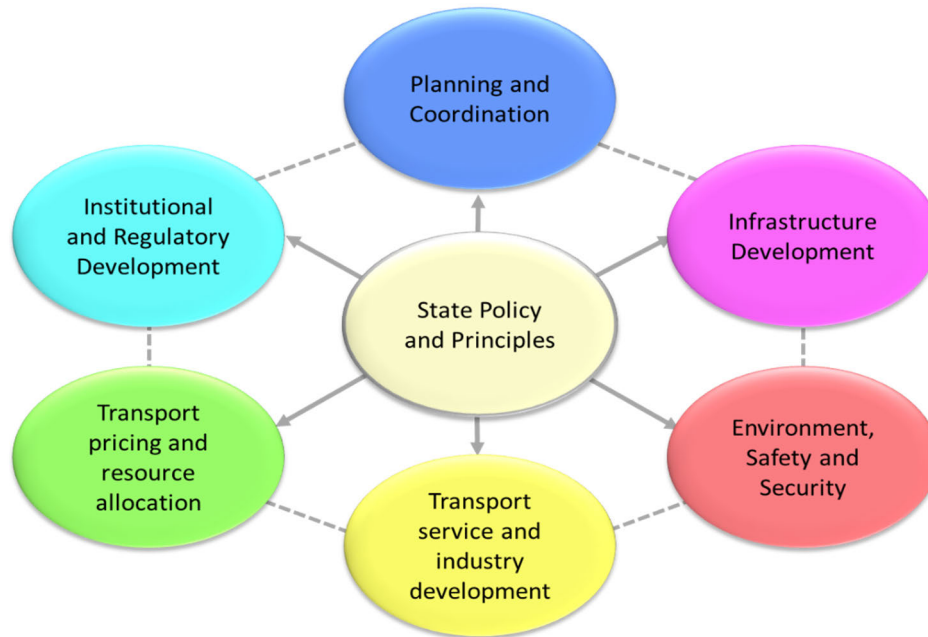 Planning and
Coordination
Institutional
and Regulatory
Development
Infrastructure
Development
State Policy
and Principles
Transport
pricing and
resource
allocation
Environment,
Safety and
Security
Transport
service and
industry
development